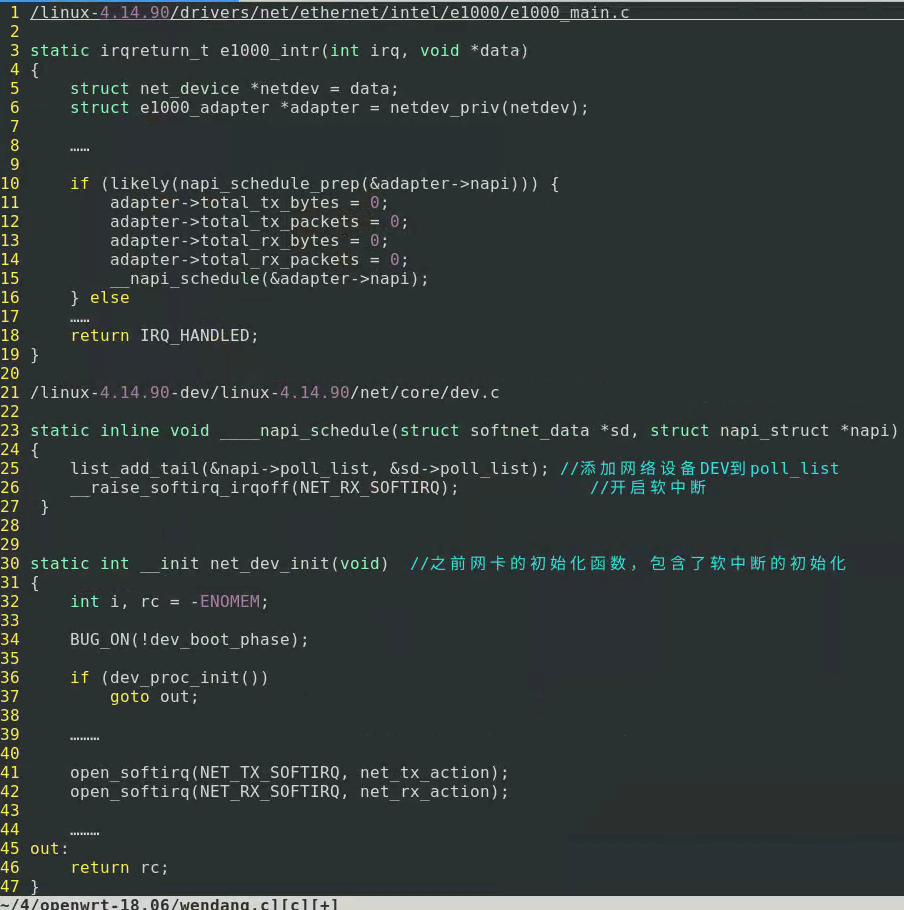 1 /linux-4.14.90/drivers/net/ethernet/intel/e1000/e1000_main.c
2
3 static irqreturn_t e1000_intr(int irq, void *data)
4 {
5     struct net_device *netdev = data;
6     struct e1000_adapter *adapter = netdev_priv(netdev);
7
8     ……
9
10     if (likely(napi_schedule_prep(&adapter->napi))) {
11         adapter->total_tx_bytes = 0;
12         adapter->total_tx_packets = 0;
13         adapter->total_rx_bytes = 0;
14         adapter->total_rx_packets = 0;
15         __napi_schedule(&adapter->napi);
16     } else
17     ……
18     return IRQ_HANDLED;
19 }
20
21 /linux-4.14.90-dev/linux-4.14.90/net/core/dev.c
22
23 static inline void ____napi_schedule(struct softnet_data *sd, struct napi_struct *napi)
24 {
25     list_add_tail(&napi->poll_list, &sd->poll_list); //添加网络设备DEV到poll_list
26     __raise_softirq_irqoff(NET_RX_SOFTIRQ);             //开启软中断
27  }
28
29
30 static int __init net_dev_init(void)  //之前网卡的初始化函数，包含了软中断的初始化
31 {
32     int i, rc = -ENOMEM;
33
34     BUG_ON(!dev_boot_phase);
35
36     if (dev_proc_init())
37         goto out;
38
39     ………
40
41     open_softirq(NET_TX_SOFTIRQ, net_tx_action);
42     open_softirq(NET_RX_SOFTIRQ, net_rx_action);
43
44     ………
45 out:
46     return rc;
47 }
~/4/openwrt-18.06/wendang.c][c][+]